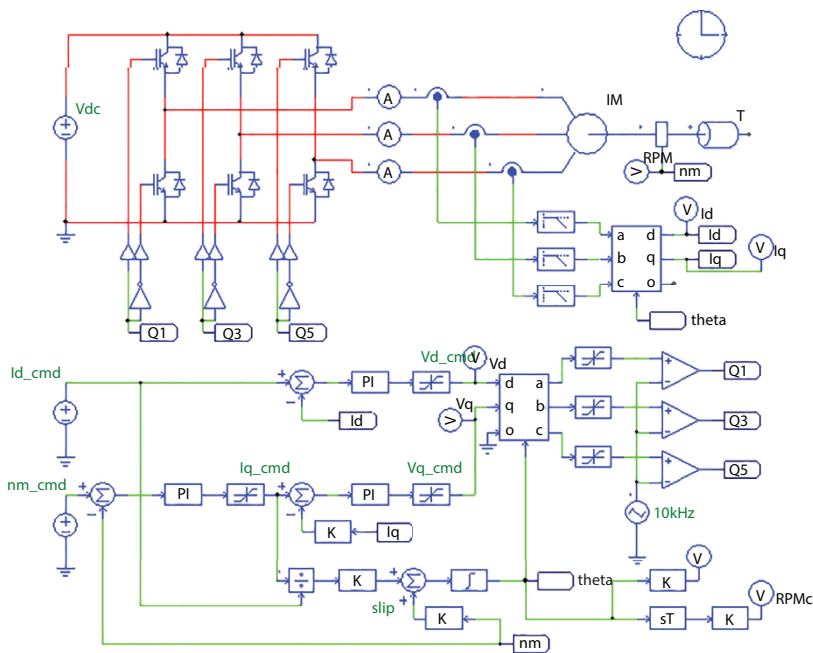 Vdc
A
A
A
IM
T
V
RPM
nm
V
Id
Id
V
Iq
Iq
a
d
b
q
c
o
theta
Q1
Q3
Q5
Id_cmd
+
−
PI
Vd_cmd
V
Vd
Id
Vq
V
d
a
q
b
o
c
+
−
Q1
+
−
Q3
+
−
Q5
nm_cmd
+
−
PI
Iq_cmd
+
−
PI
Vq_cmd
K
Iq
10kHz
÷
K
+
+
slip
K
theta
nm
K
V
sT
K
V
RPMc